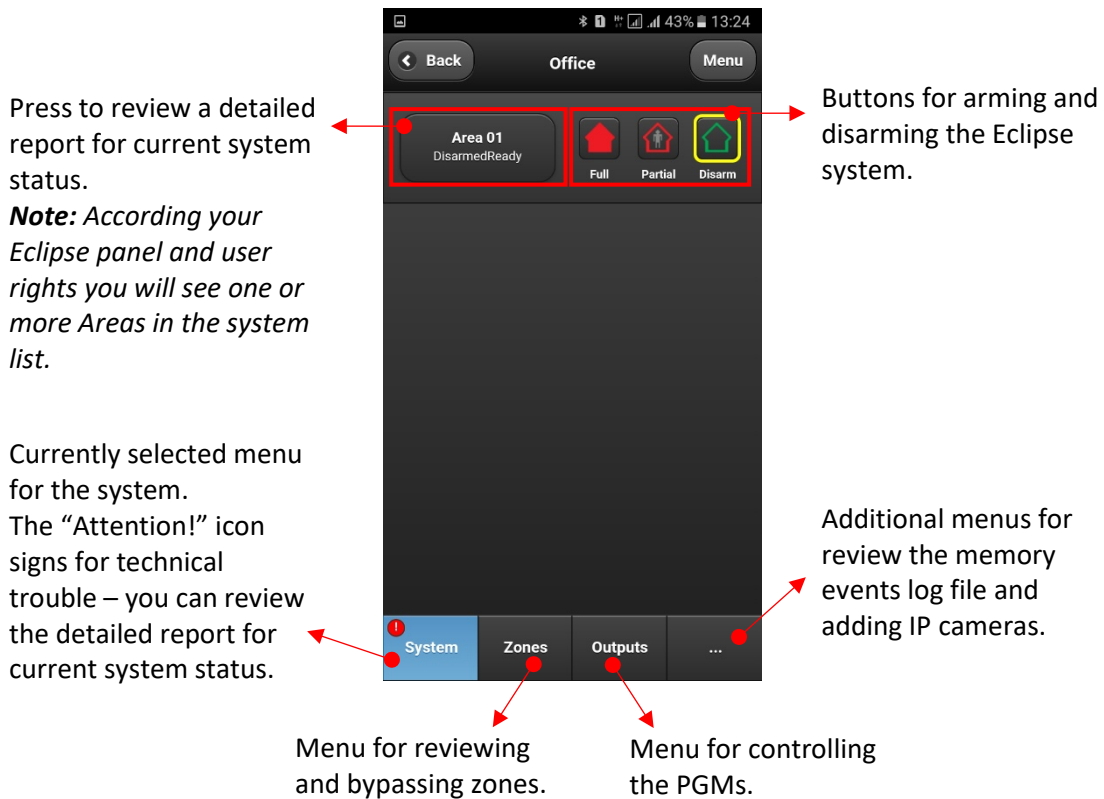 43% 13:24
Back
Office
Menu
Press to review a detailed
report for current system
status.
Note: According your
Eclipse panel and user
rights you will see one or
more Areas in the system
list.
Area 01
DisarmedReady
Full
Partial
Disarm
Buttons for arming and
disarming the Eclipse
system.
Currently selected menu
for the system.
The “Attention!” icon
signs for technical
trouble – you can review
the detailed report for
current system status.
Additional menus for
review the memory
events log file and
adding IP cameras.
!
System
Zones
Outputs
...
Menu for reviewing
and bypassing zones.
Menu for controlling
the PGMs.